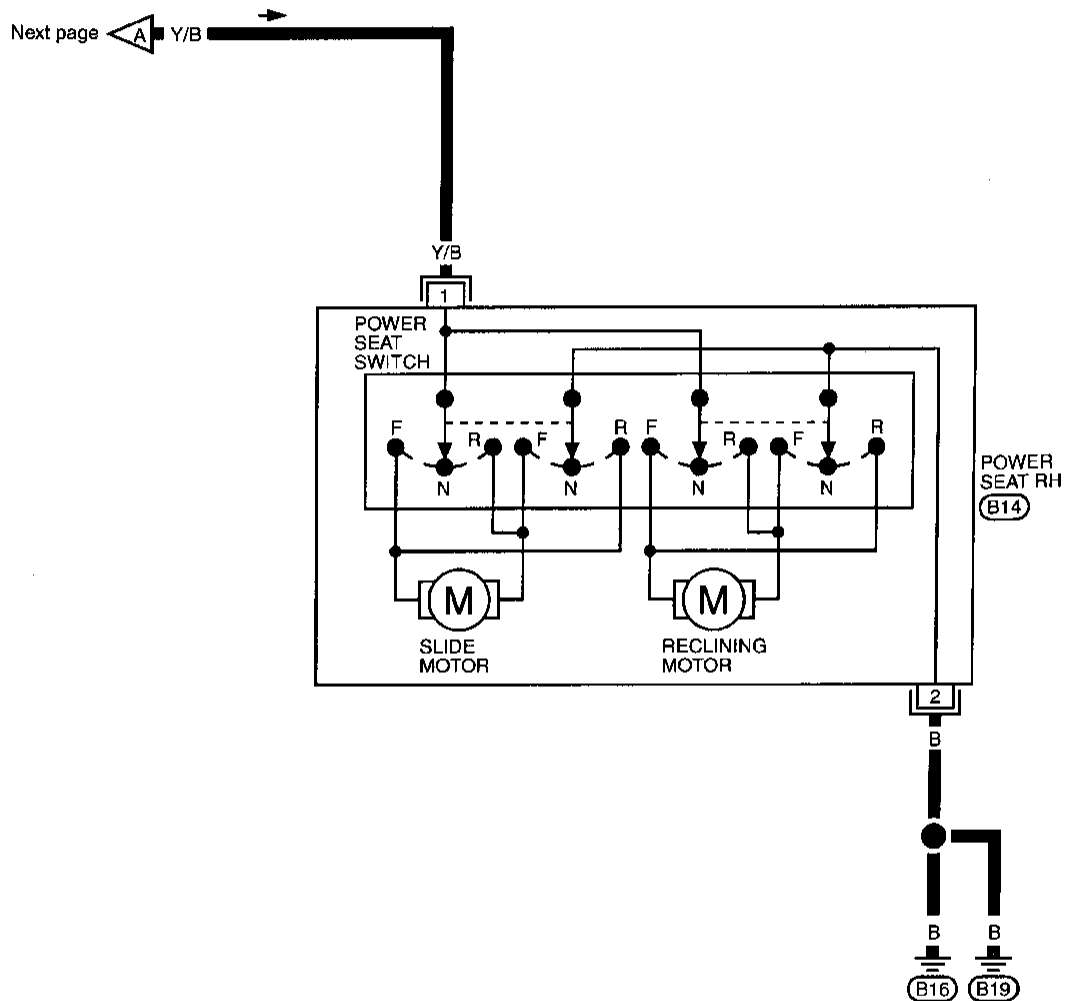 Next page A Y/B
Y/B
1
POWER
SEAT
SWITCH
F R F R F R F R
N N N N
POWER
SEAT RH
B14
M M
SLIDE
MOTOR
RECLINING
MOTOR
2
B
B B
B16 B19